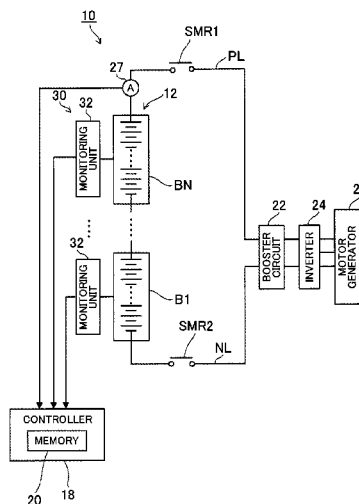 10
SMR1
PL
27
A
12
30
32
MONITORING UNIT
BN
32
MONITORING UNIT
B1
22
BOOSTER CIRCUIT
24
INVERTER
MOTOR GENERATOR
SMR2
NL
CONTROLLER
MEMORY
20
18